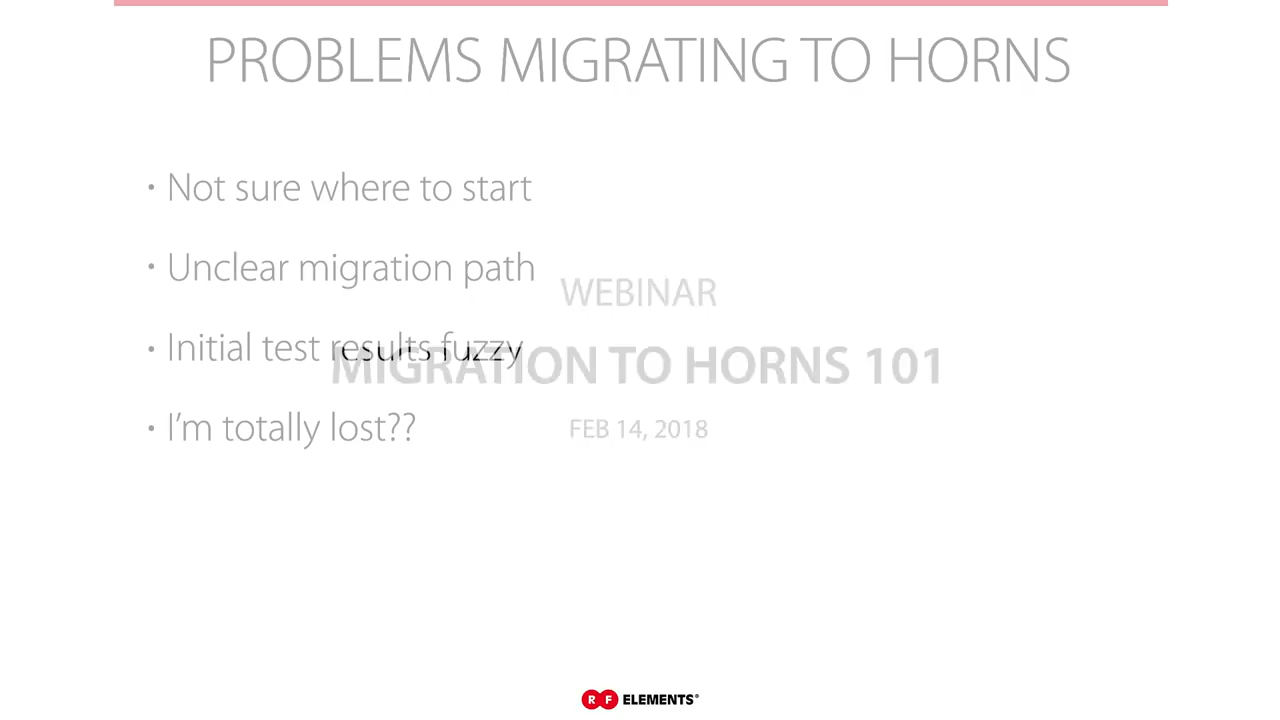 PROBLEMS MIGRATING TO HORNS
• Not sure where to start
• Unclear migration path
WEBINAR
• Initial test results fuzzy
MIGRATION TO HORNS 101
• I'm totally lost??
FEB 14, 2018
RF ELEMENTS®